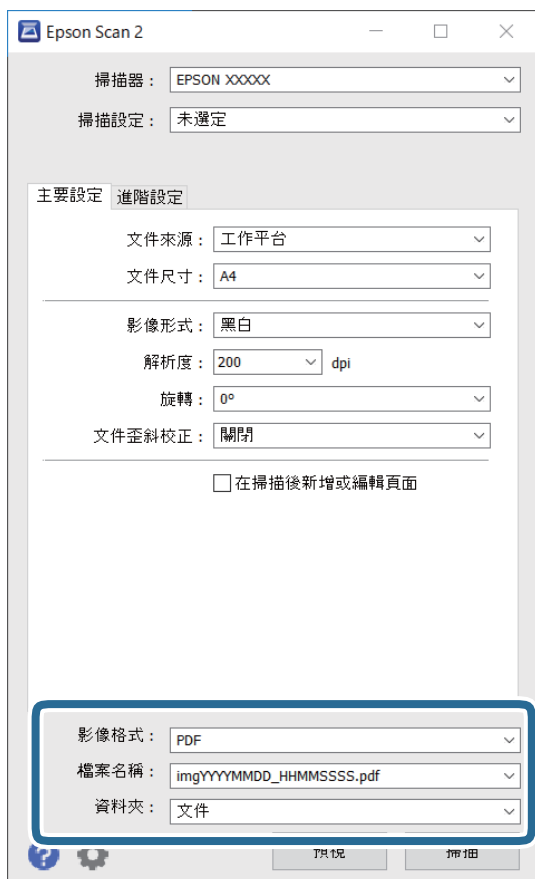 Epson Scan 2
掃描器： EPSON XXXXX
掃描設定： 未選定
主要設定 進階設定
文件來源： 工作平台
文件尺寸： A4
影像形式： 黑白
解析度： 200 dpi
旋轉： 0°
文件歪斜校正： 關閉
在掃描後新增或編輯頁面
影像格式： PDF
檔案名稱： imgYYYYMMDD_HHMMSSSS.pdf
資料夾： 文件
預視 掃描